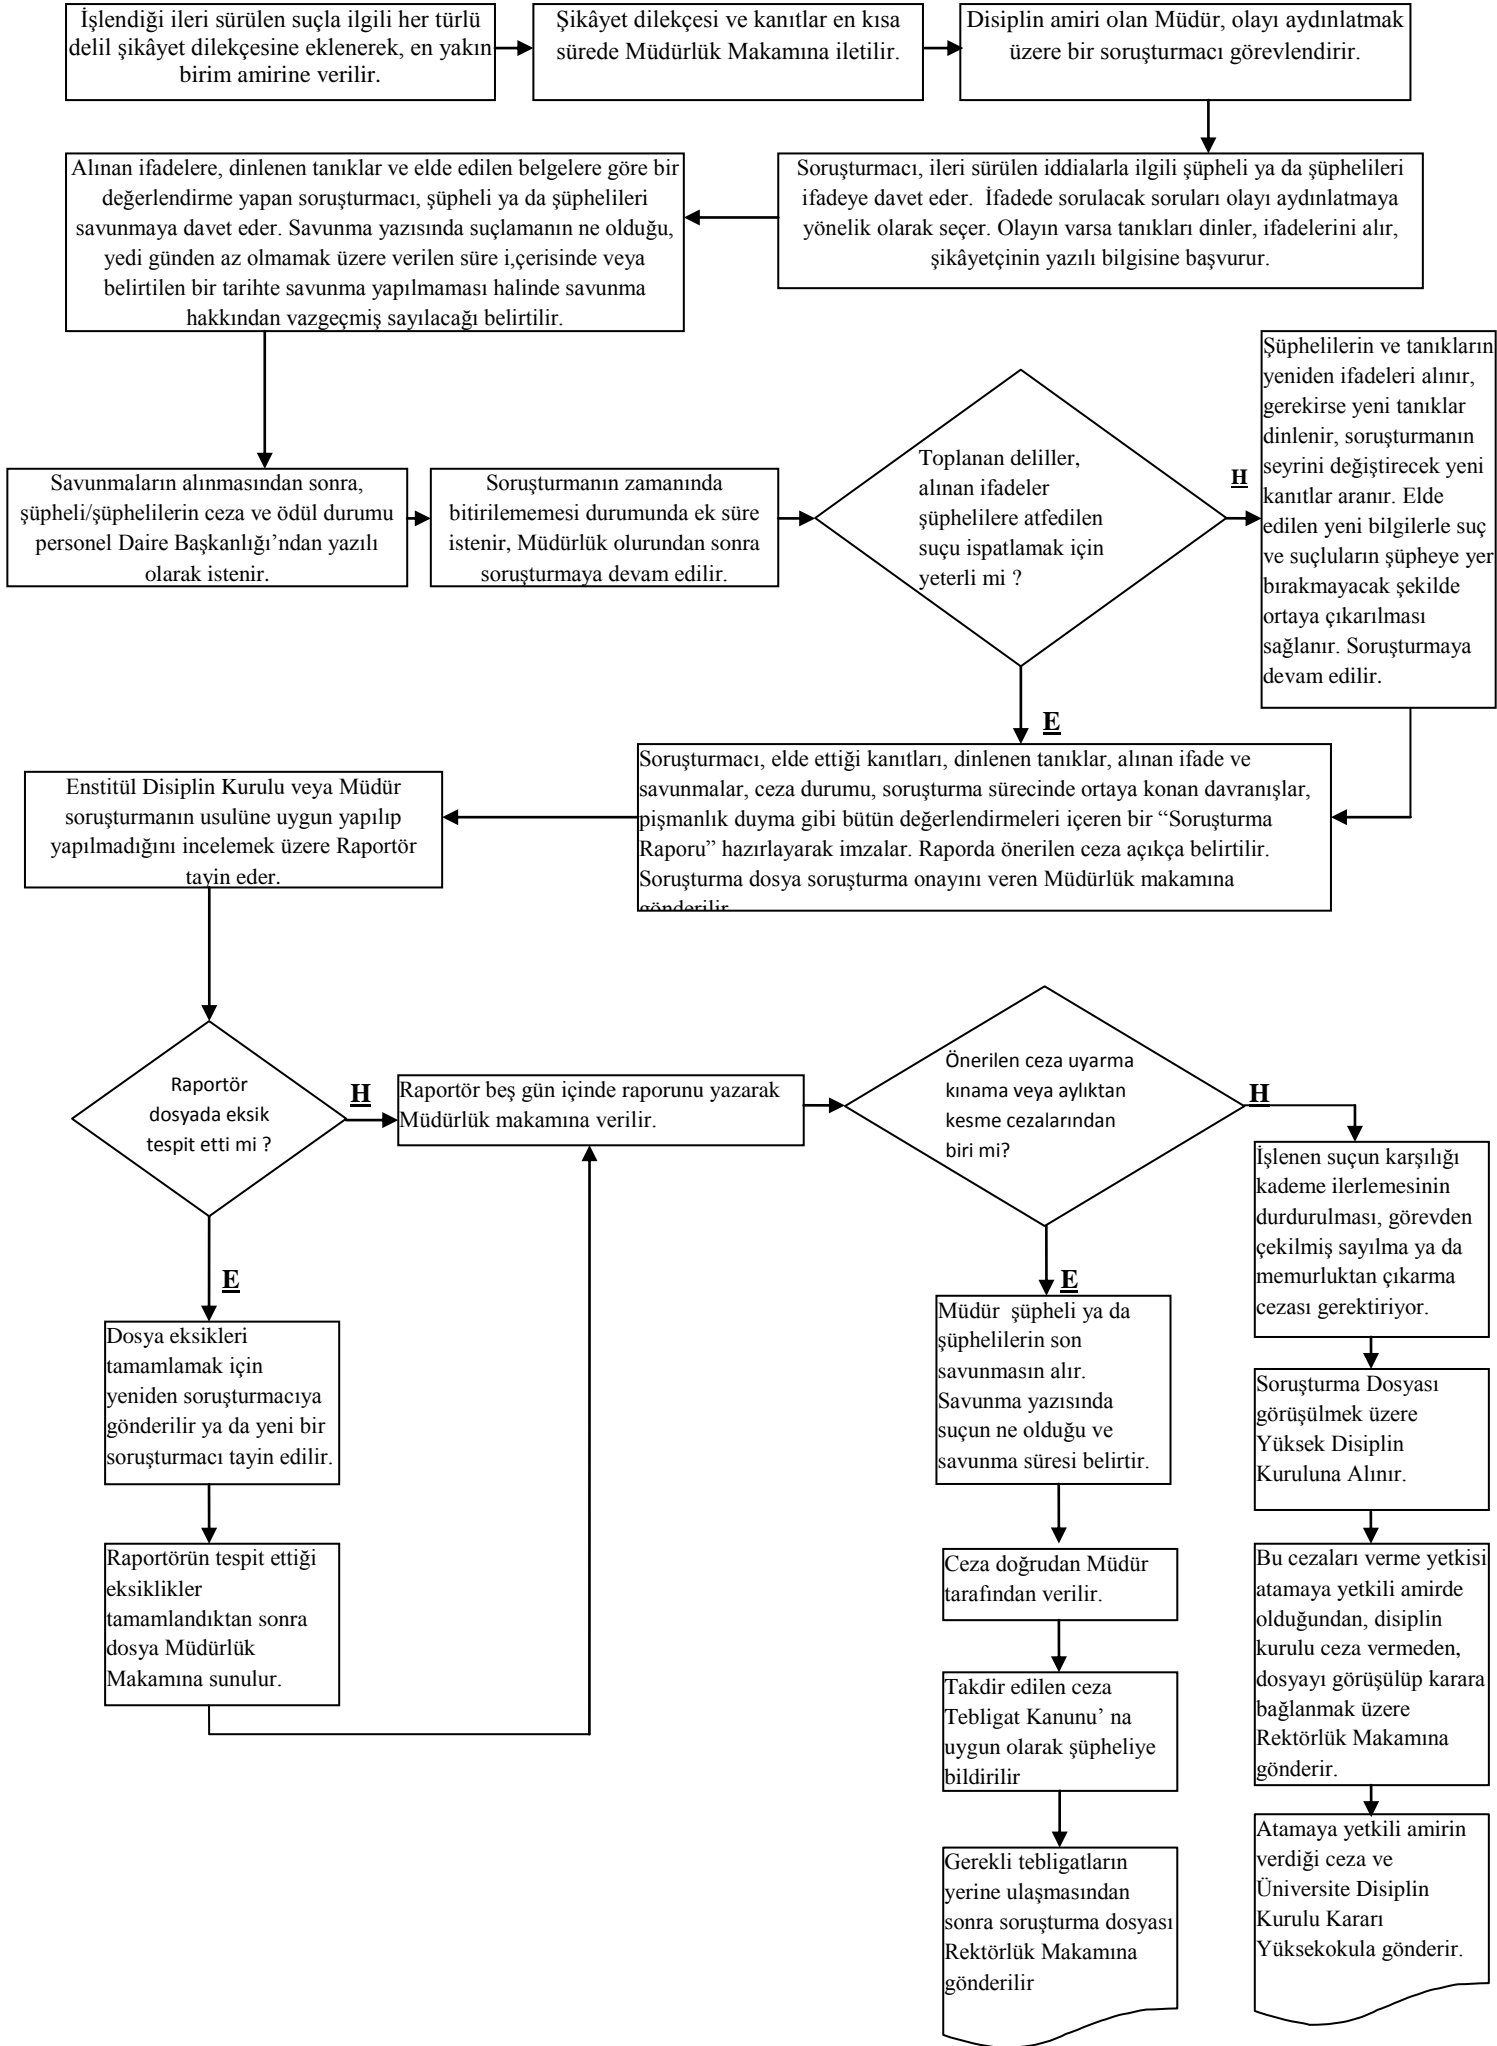 İşlendiği ileri sürülen suçla ilgili her türlü
delil şikâyet dilekçesine eklenerek, en yakın
birim amirine verilir.
Şikâyet dilekçesi ve kanıtlar en kısa
sürede Müdürlük Makamına iletilir.
Disiplin amiri olan Müdür, olayı aydınlatmak
üzere bir soruşturmacı görevlendirir.
Soruşturmacı, ileri sürülen iddialarla ilgili şüpheli ya da şüphelileri
ifadeye davet eder.  İfadede sorulacak soruları olayı aydınlatmaya
yönelik olarak seçer. Olayın varsa tanıkları dinler, ifadelerini alır,
şikâyetçinin yazılı bilgisine başvurur.
Alınan ifadelere, dinlenen tanıklar ve elde edilen belgelere göre bir
değerlendirme yapan soruşturmacı, şüpheli ya da şüphelileri
savunmaya davet eder. Savunma yazısında suçlamanın ne olduğu,
yedi günden az olmamak üzere verilen süre i,çerisinde veya
belirtilen bir tarihte savunma yapılmaması halinde savunma
hakkından vazgeçmiş sayılacağı belirtilir.
Savunmaların alınmasından sonra,
şüpheli/şüphelilerin ceza ve ödül durumu
personel Daire Başkanlığı’ndan yazılı
olarak istenir.
Soruşturmanın zamanında
bitirilememesi durumunda ek süre
istenir, Müdürlük olurundan sonra
soruşturmaya devam edilir.
Toplanan deliller,
alınan ifadeler
şüphelilere atfedilen
suçu ispatlamak için
yeterli mi ?
H
Şüphelilerin ve tanıkların
yeniden ifadeleri alınır,
gerekirse yeni tanıklar
dinlenir, soruşturmanın
seyrini değiştirecek yeni
kanıtlar aranır. Elde
edilen yeni bilgilerle suç
ve suçluların şüpheye yer
bırakmayacak şekilde
ortaya çıkarılması
sağlanır. Soruşturmaya
devam edilir.
E
Soruşturmacı, elde ettiği kanıtları, dinlenen tanıklar, alınan ifade ve
savunmalar, ceza durumu, soruşturma sürecinde ortaya konan davranışlar,
pişmanlık duyma gibi bütün değerlendirmeleri içeren bir “Soruşturma
Raporu” hazırlayarak imzalar. Raporda önerilen ceza açıkça belirtilir.
Soruşturma dosya soruşturma onayını veren Müdürlük makamına
gönderilir.
Enstitül Disiplin Kurulu veya Müdür
soruşturmanın usulüne uygun yapılıp
yapılmadığını incelemek üzere Raportör
tayin eder.
Raportör
dosyada eksik
tespit etti mi ?
H
Raportör beş gün içinde raporunu yazarak
Müdürlük makamına verilir.
Önerilen ceza uyarma
kınama veya aylıktan
kesme cezalarından
biri mi?
H
İşlenen suçun karşılığı
kademe ilerlemesinin
durdurulması, görevden
çekilmiş sayılma ya da
memurluktan çıkarma
cezası gerektiriyor.
E
Dosya eksikleri
tamamlamak için
yeniden soruşturmacıya
gönderilir ya da yeni bir
soruşturmacı tayin edilir.
Raportörün tespit ettiği
eksiklikler
tamamlandıktan sonra
dosya Müdürlük
Makamına sunulur.
E
Müdür  şüpheli ya da
şüphelilerin son
savunmasın alır.
Savunma yazısında
suçun ne olduğu ve
savunma süresi belirtir.
Ceza doğrudan Müdür
tarafından verilir.
Takdir edilen ceza
Tebligat Kanunu’ na
uygun olarak şüpheliye
bildirilir
Gerekli tebligatların
yerine ulaşmasından
sonra soruşturma dosyası
Rektörlük Makamına
gönderilir
Soruşturma Dosyası
görüşülmek üzere
Yüksek Disiplin
Kuruluna Alınır.
Bu cezaları verme yetkisi
atamaya yetkili amirde
olduğundan, disiplin
kurulu ceza vermeden,
dosyayı görüşülüp karara
bağlanmak üzere
Rektörlük Makamına
gönderir.
Atamaya yetkili amirin
verdiği ceza ve
Üniversite Disiplin
Kurulu Kararı
Yüksekokula gönderir.